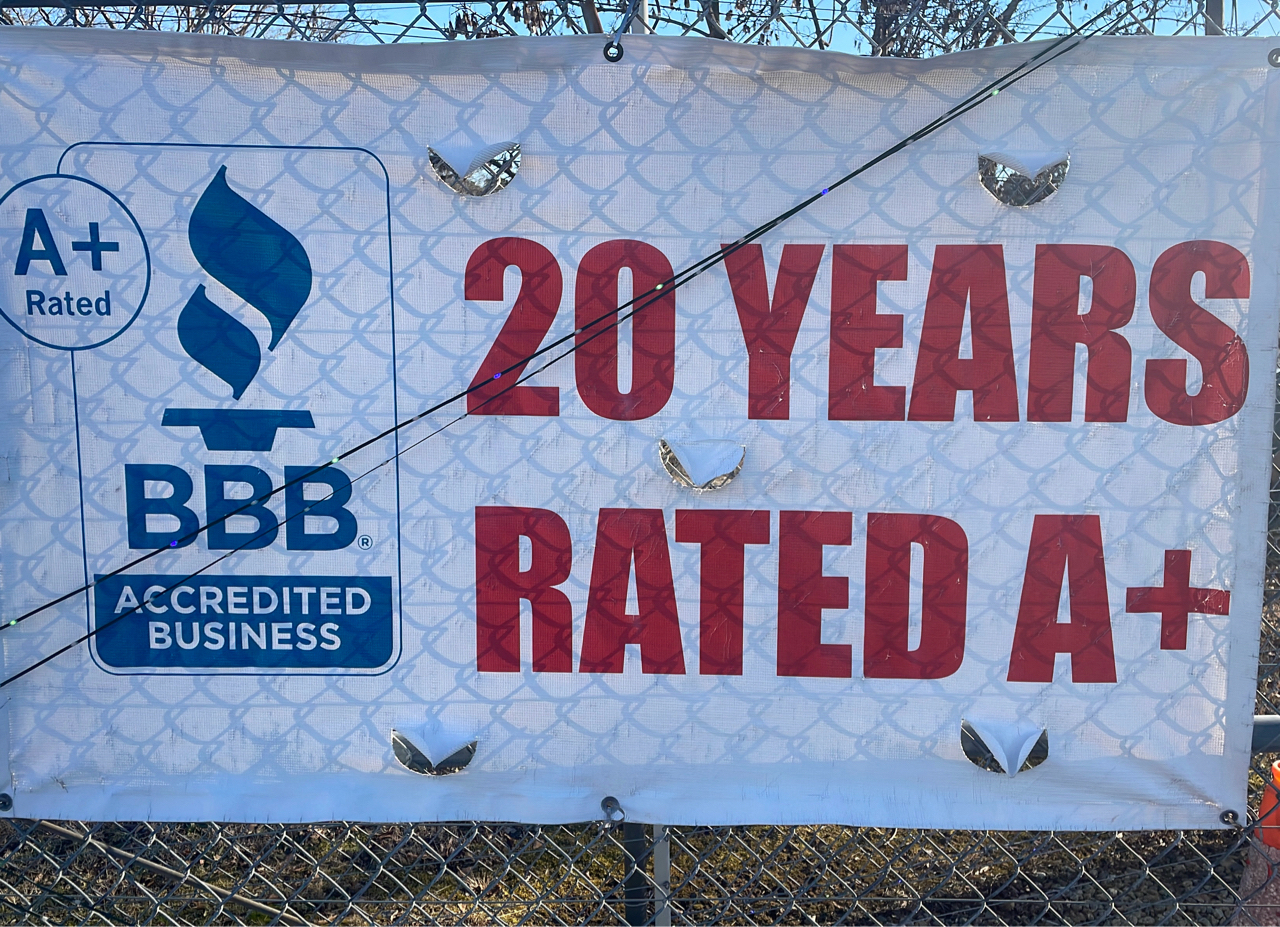 A+
Rated
BBB®
ACCREDITED
BUSINESS
20 YEARS
RATED A+